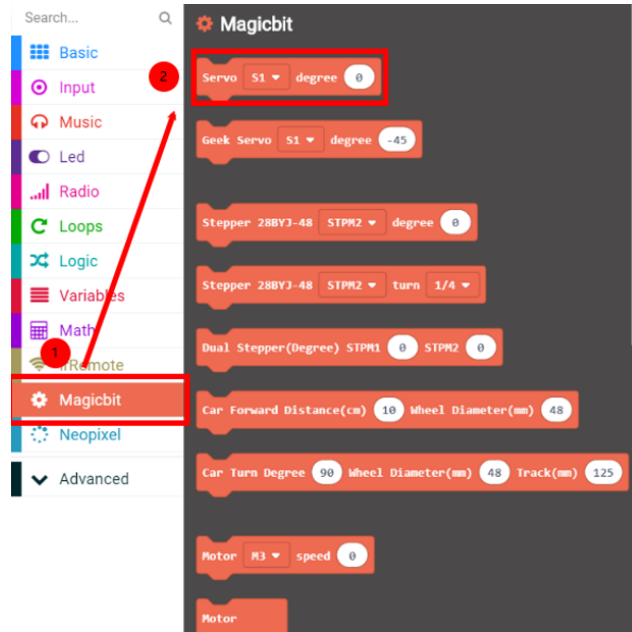 Search...
Basic
Input
Music
Led
Radio
Loops
Logic
Variables
Math
IrRemote
Magicbit
Neopixel
Advanced
1
2
Magicbit
Servo S1 degree 0
Geek Servo S1 degree -45
Stepper 28BYJ-48 STPM2 degree 0
Stepper 28BYJ-48 STPM2 turn 1/4
Dual Stepper(Degree) STPM1 0 STPM2 0
Car Forward Distance(cm) 10 Wheel Diameter(mm) 48
Car Turn Degree 90 Wheel Diameter(mm) 48 Track(mm) 125
Motor M3 speed 0
Motor